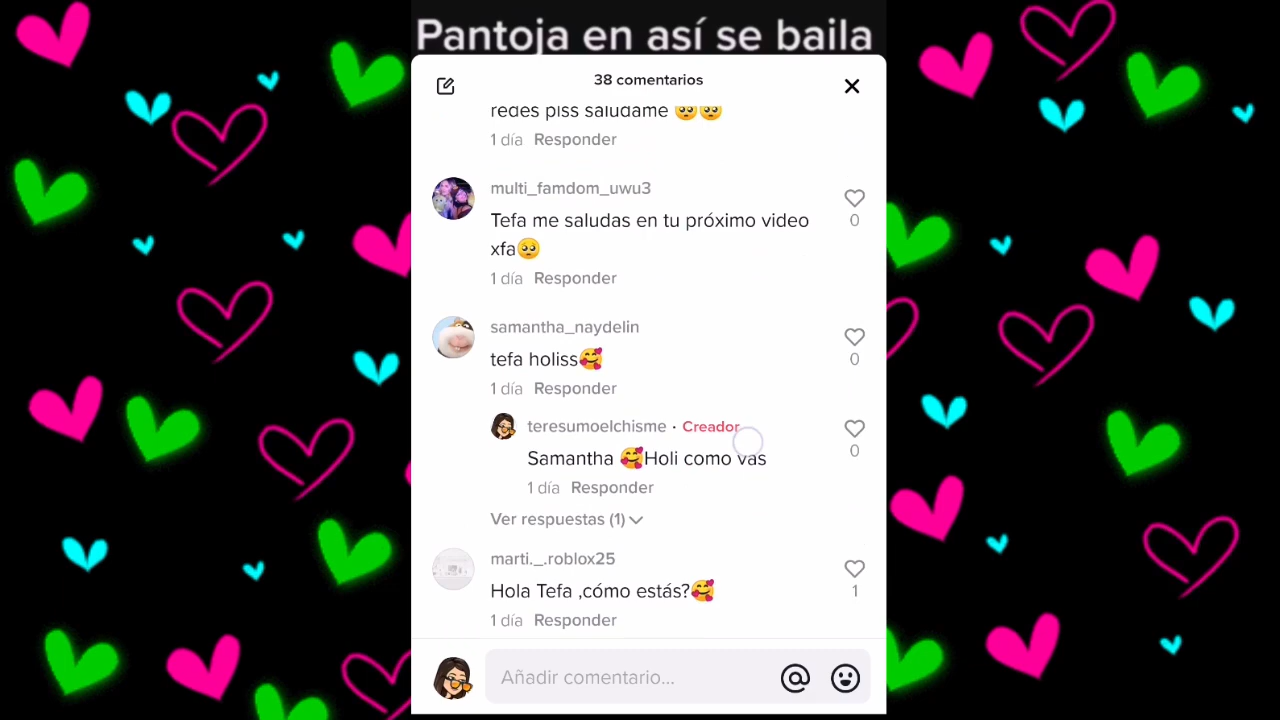 Pantoja en así se baila
38 comentarios
redes plss saludame 🥺🥺
1 día Responder
multi_famdom_uwu3
Tefa me saludas en tu próximo video
xfa🥺
0
1 día Responder
samantha_naydelin
tefa holiss🥰
0
1 día Responder
teresumoelchisme · Creador
Samantha 🥰Holi como vas
0
1 día Responder
Ver respuestas (1)
marti._.roblox25
Hola Tefa ,cómo estás?🥰
1
1 día Responder
Añadir comentario...